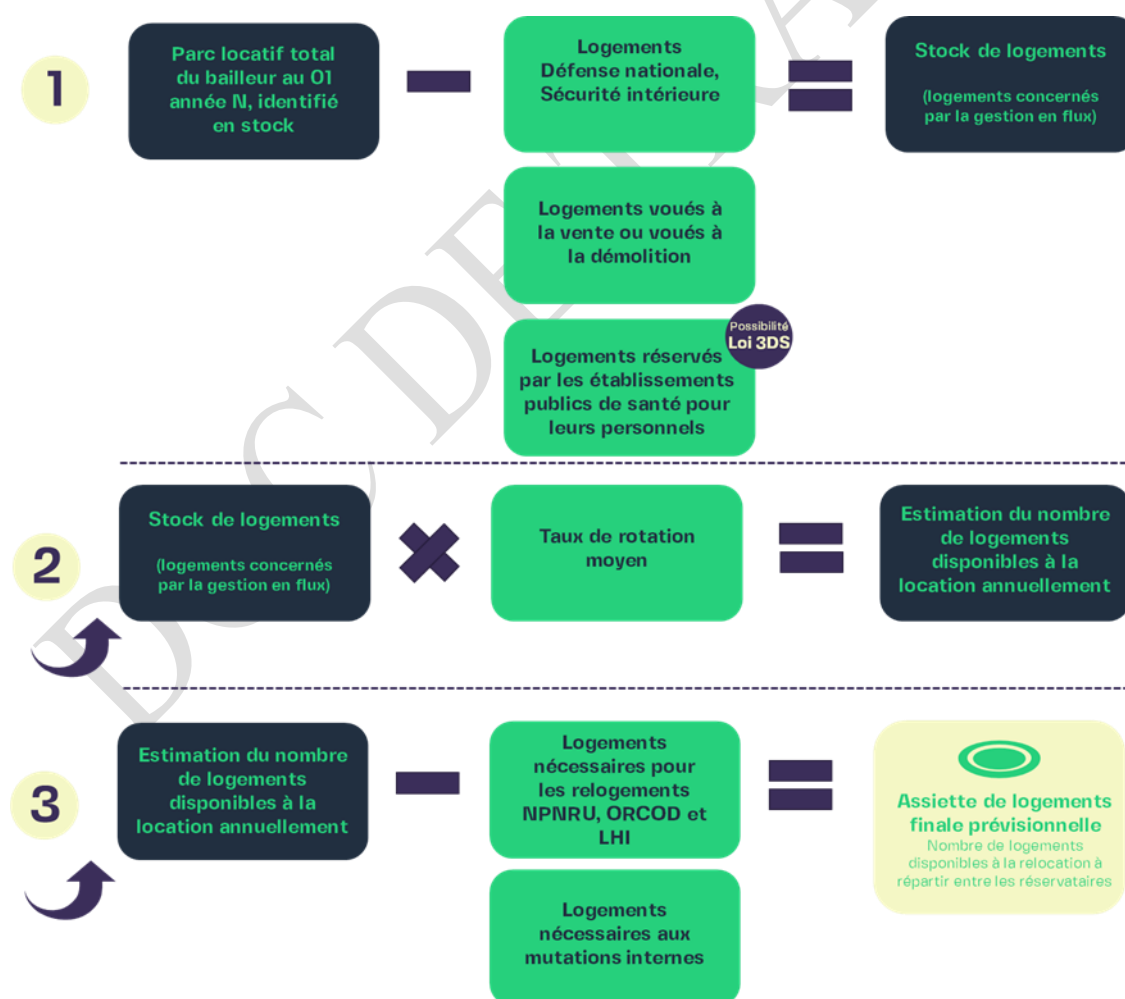 1
Parc locatif total
du bailleur au 01
année N, identifié
en stock
Logements
Défense nationale,
Sécurité intérieure
Stock de logements
(logements concernés
par la gestion en flux)
Logements voués à
la vente ou voués à
la démolition
Possibilité
Loi 3DS
Logements réservés
par les établissements
publics de santé pour
leurs personnels
2
Stock de logements
(logements concernés
par la gestion en flux)
Taux de rotation
moyen
Estimation du nombre
de logements
disponibles à la
location annuellement
3
Estimation du nombre
de logements
disponibles à la
location annuellement
Logements
nécessaires pour
les relogements
NPNRU, ORCOD et
LHI
Assiette de logements
finale prévisionnelle
Nombre de logements
disponibles à la relocation à
répartir entre les réservataires
Logements
nécessaires aux
mutations internes